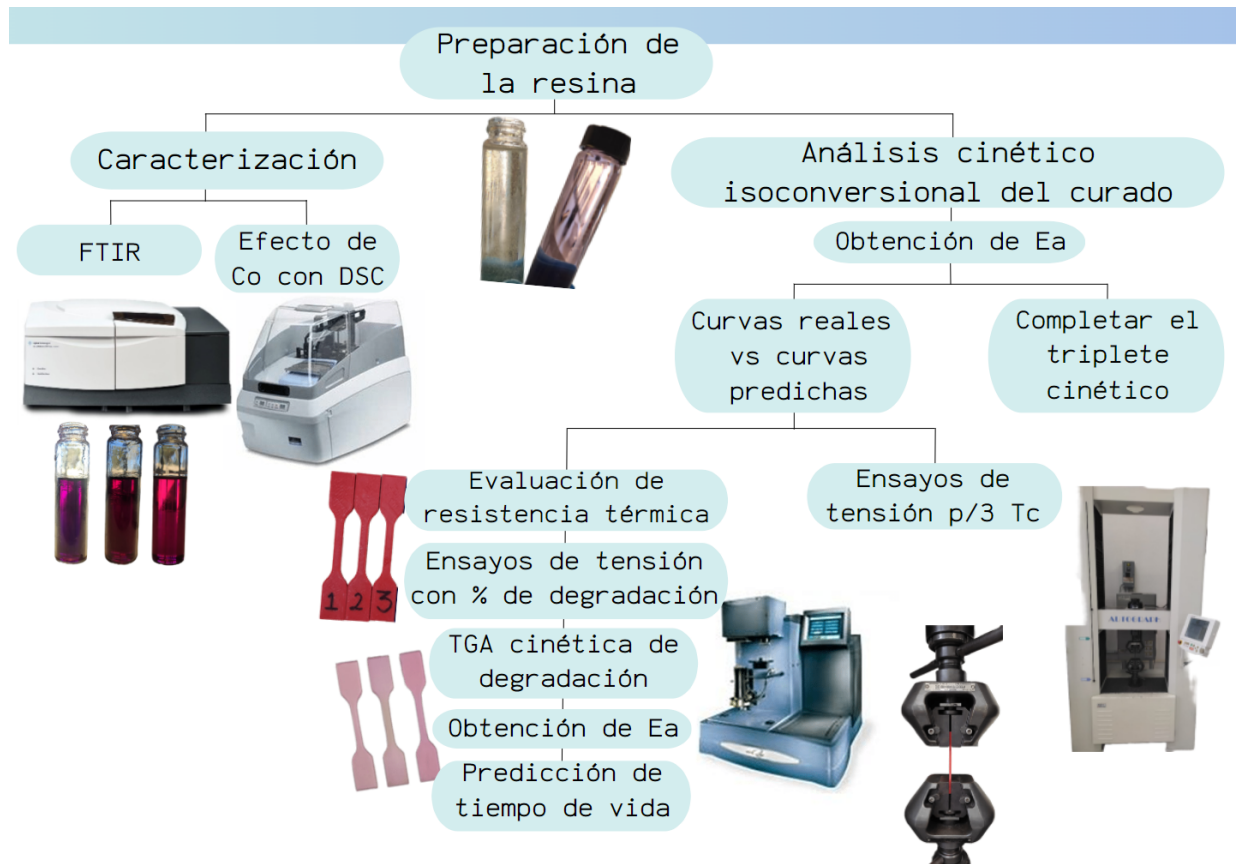 Preparación de
la resina
Caracterización
Análisis cinético
isoconversional del curado
FTIR
Efecto de
Co con DSC
Obtención de Ea
Curvas reales
vs curvas
predichas
Completar el
triplete
cinético
Evaluación de
resistencia térmica
Ensayos de
tensión p/3 Tc
Ensayos de tensión
con % de degradación
1 2 3
AUTOGRAPH
TGA cinética de
degradación
Obtención de Ea
Predicción de
tiempo de vida